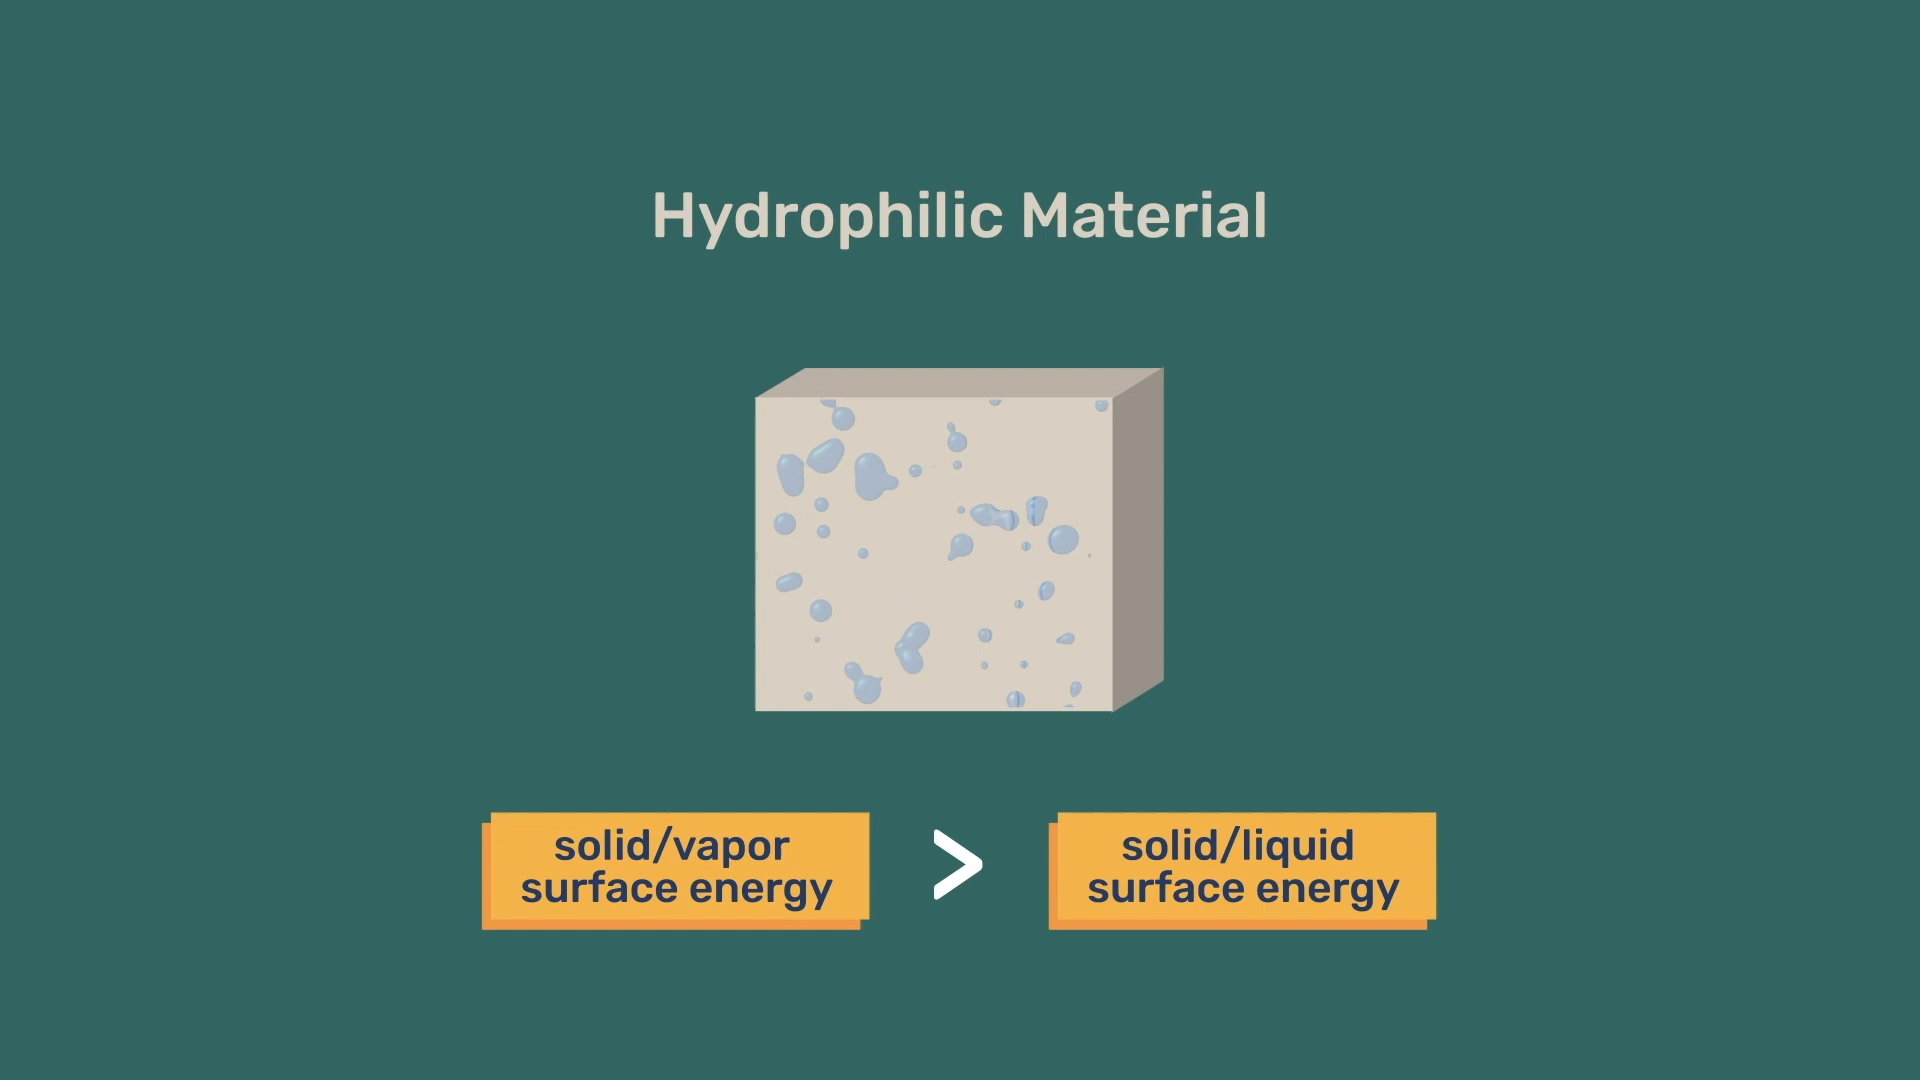 Hydrophilic Material
solid/vapor
surface energy
>
solid/liquid
surface energy